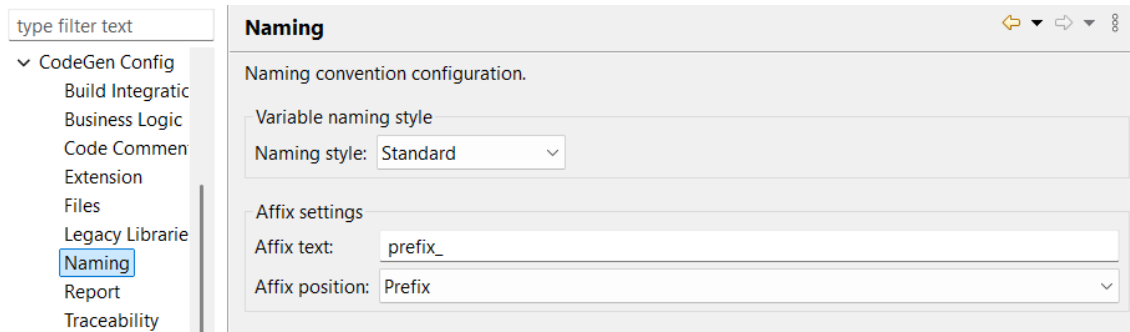 type filter text
CodeGen Config
Build Integratic
Business Logic
Code Commen
Extension
Files
Legacy Librarie
Naming
Report
Traceability
Naming
Naming convention configuration.
Variable naming style
Naming style: Standard
Affix settings
Affix text: prefix_
Affix position: Prefix